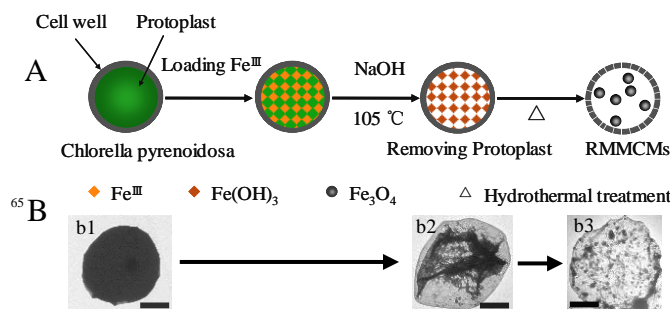 Cell wall Protoplast
A
Loading Feᴵᴵᴵ
NaOH
105 ℃
Chlorella pyrenoidosa
Removing Protoplast
△
RMMCMs
Feᴵᴵᴵ
Fe(OH)₃
Fe₃O₄
△ Hydrothermal treatment
⁶⁵ B
b1
b2
b3